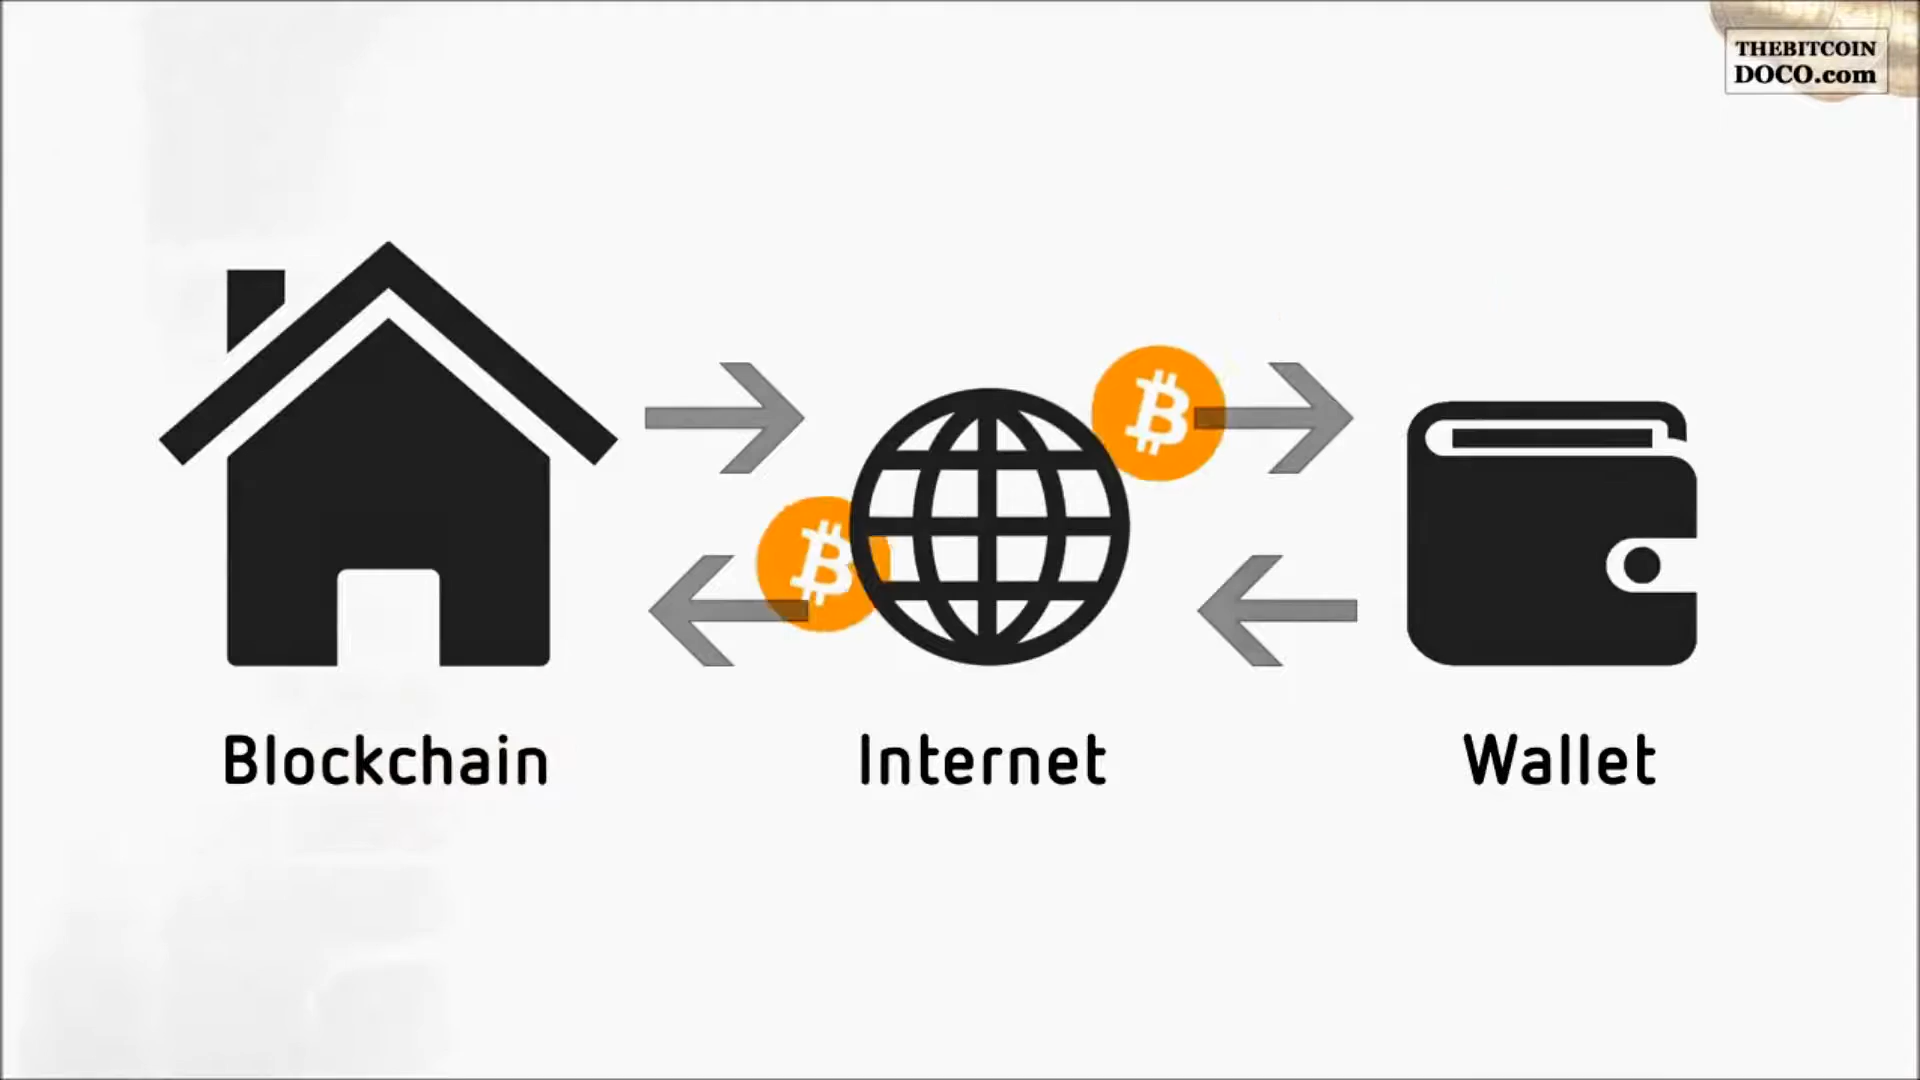 THEBITCOIN
DOCO.com
Blockchain
Internet
Wallet